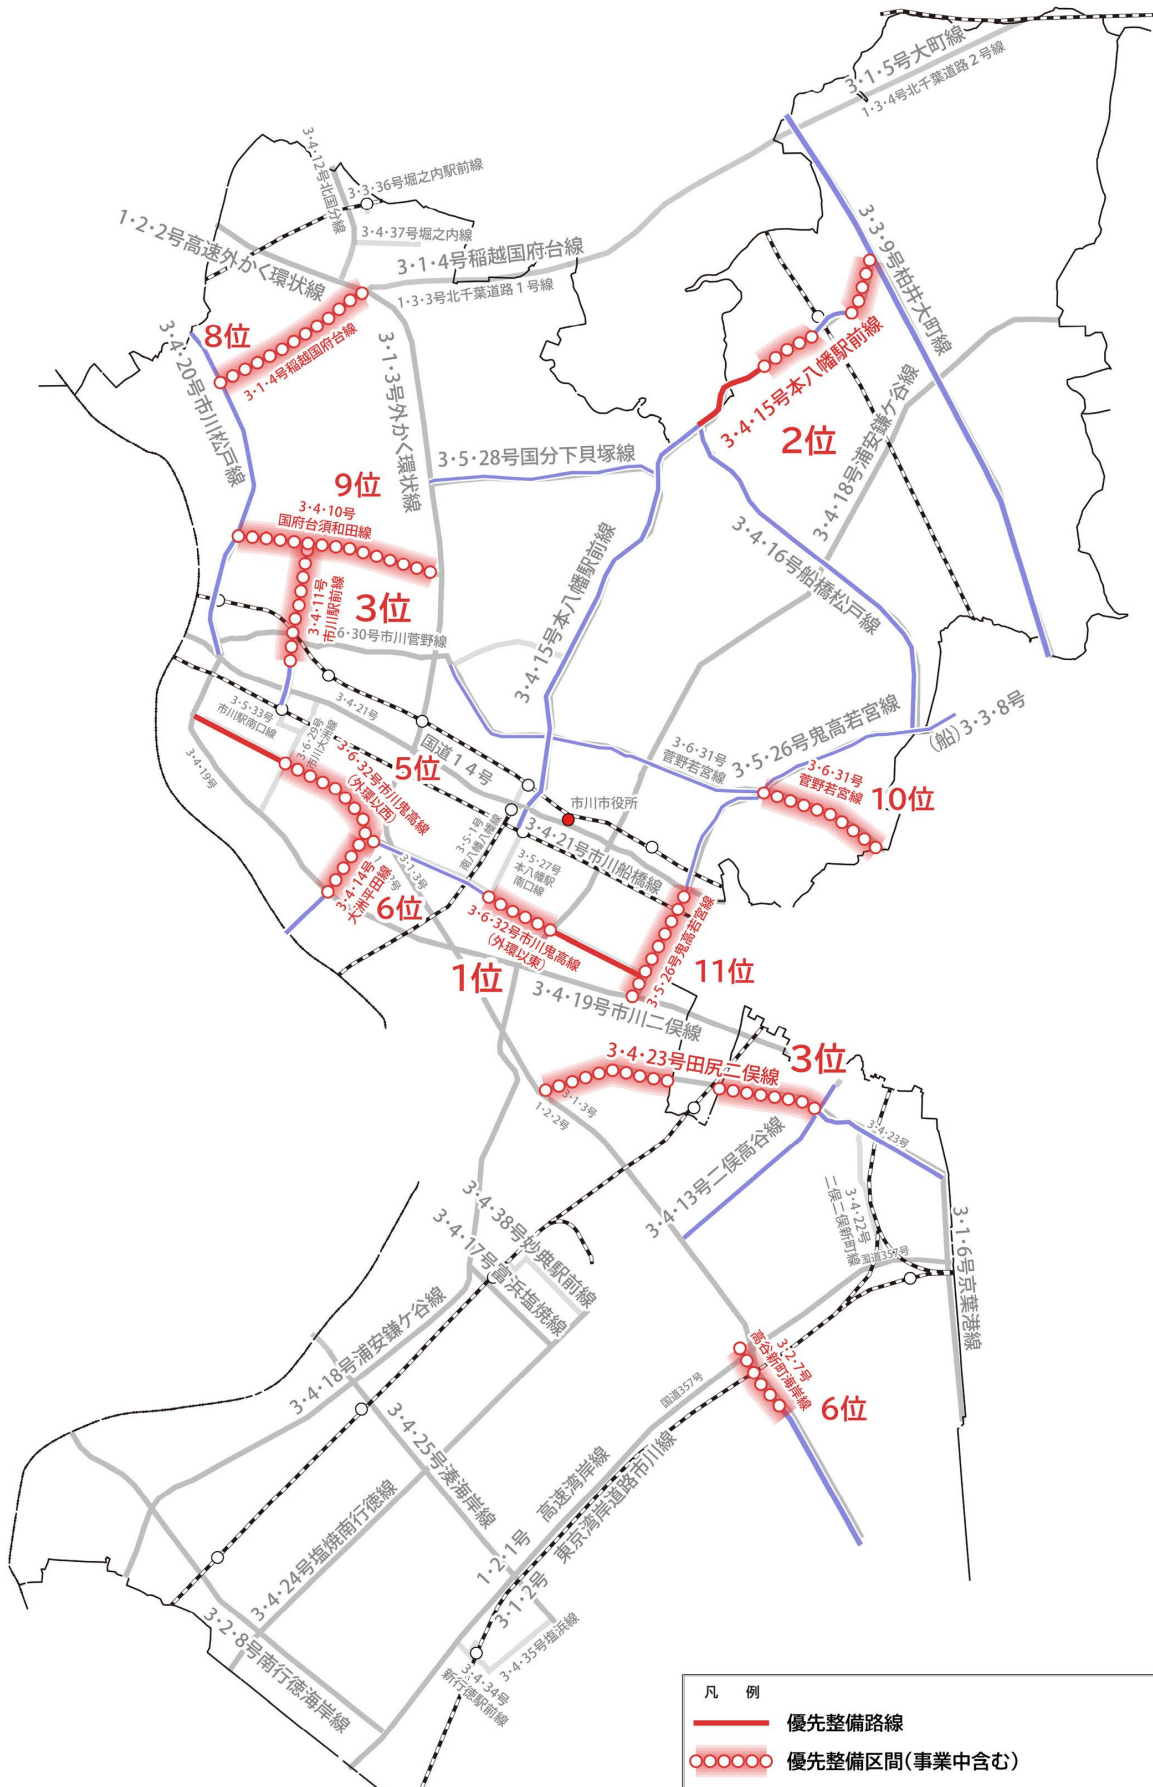 3・1・5号大町線
1・3・4号北千葉道路２号線
3・4・12号北国分線
3・3・36号堀之内駅前線
3・4・37号堀之内線
1・2・2号高速外かく環状線
3・1・4号稲越国府台線
1・3・3号北千葉道路１号線
3・3・9号柏井大町線
8位
3・1・4号稲越国府台線
3・4・20号市川松戸線
3・1・3号外かく環状線
3・4・15号本八幡駅前線
2位
3・4・18号浦安鎌ケ谷線
3・5・28号国分下貝塚線
9位
3・4・10号
国府台須和田線
3・4・16号船橋松戸線
3・4・15号本八幡駅前線
3・4・11号
市川駅前線
3位
6・30号市川菅野線
3・5・33号
市川駅南口線
3・6・29号
市川大洲線
3・4・21号
国道１４号
3・4・19号
3・6・32号市川鬼高線
(外環以西)
5位
3・6・31号
菅野若宮線
3・5・26号鬼高若宮線
(船)3・3・8号
3・6・31号
菅野若宮線
10位
市川市役所
3・5・1号
南八幡八幡線
3・4・21号市川船橋線
3・5・27号
本八幡駅
南口線
3・1・3号
3・4・14号
大洲平田線
6位
3・6・32号市川鬼高線
(外環以東)
1位
3・5・26号鬼高若宮線
11位
3・4・19号市川二俣線
3・4・23号田尻二俣線
3位
3・1・3号
1・2・2号
3・4・23号
3・4・13号二俣高谷線
3・4・22号
二俣二俣新町線
国道357号
3・1・6号京葉港線
3・4・38号妙典駅前線
3・4・17号富浜塩焼線
3・4・18号浦安鎌ケ谷線
3・2・7号
高谷新町海岸線
6位
国道357号
3・4・25号湊海岸線
高速湾岸線
1・2・1号
東京湾岸道路市川線
3・1・2号
3・4・24号塩焼南行徳線
3・2・8号南行徳海岸線
3・4・35号塩浜線
3・4・34号
新行徳駅前線
凡　例
優先整備路線
優先整備区間(事業中含む)